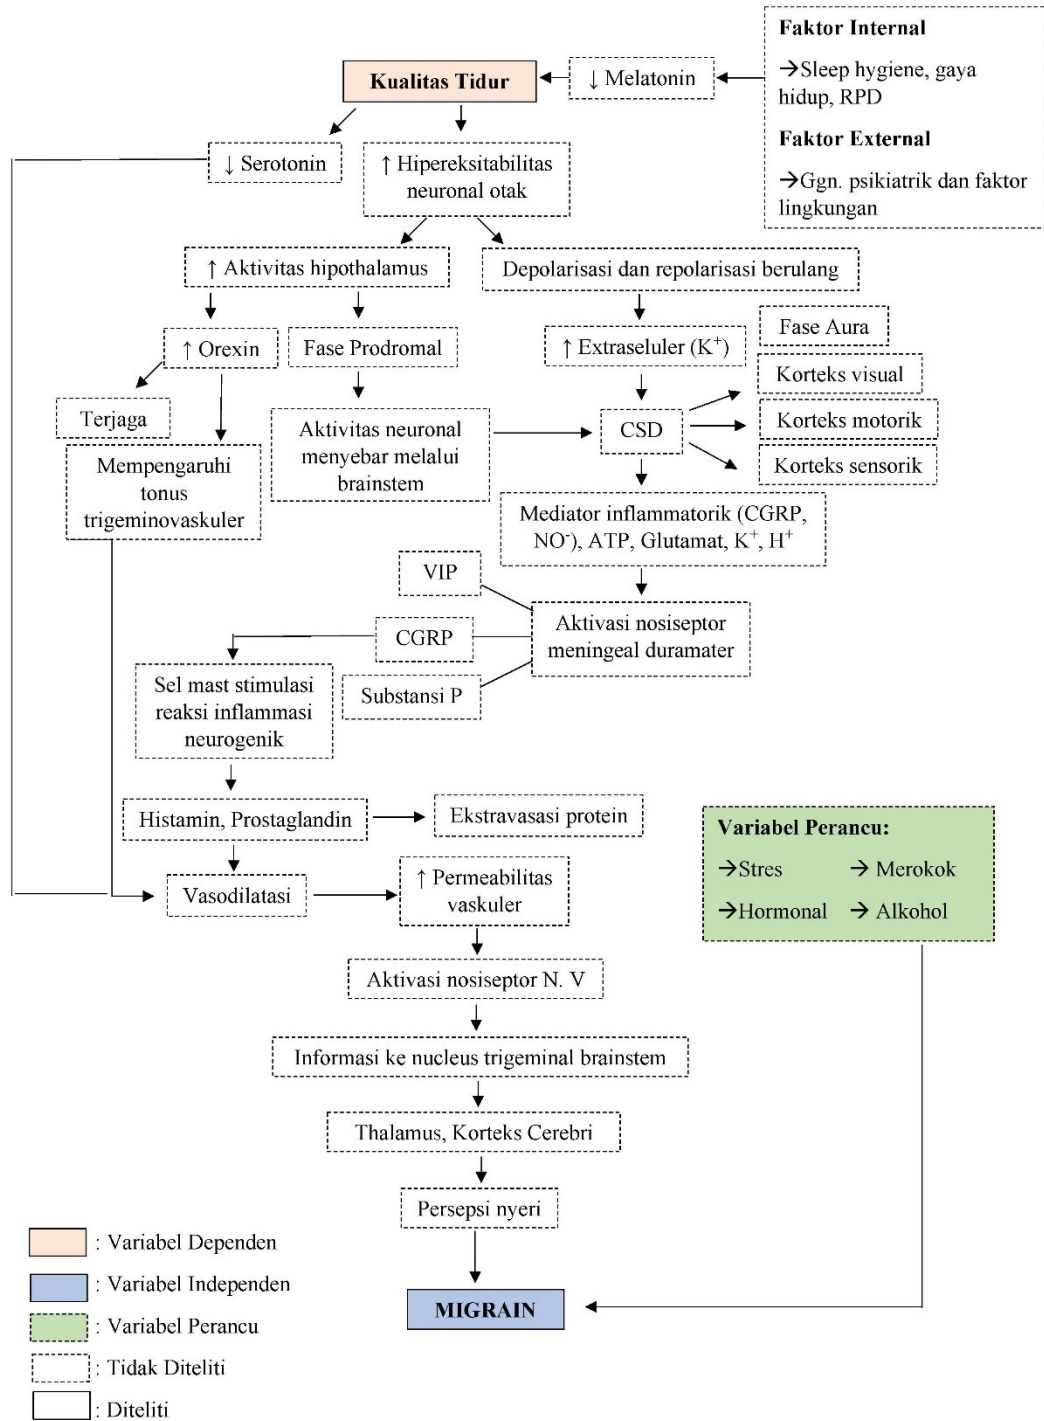 Faktor Internal
→Sleep hygiene, gaya
hidup, RPD
Faktor External
→Ggn. psikiatrik dan faktor
lingkungan
↓ Melatonin
Kualitas Tidur
↓ Serotonin
↑ Hipereksitabilitas
neuronal otak
↑ Aktivitas hipothalamus
Depolarisasi dan repolarisasi berulang
↑ Orexin
Fase Prodromal
↑ Extraseluler (K⁺)
Fase Aura
Korteks visual
Terjaga
Aktivitas neuronal
menyebar melalui
brainstem
CSD
Korteks motorik
Korteks sensorik
Mempengaruhi
tonus
trigeminovaskuler
Mediator inflammatorik (CGRP,
NO⁻), ATP, Glutamat, K⁺, H⁺
VIP
CGRP
Substansi P
Aktivasi nosiseptor
meningeal duramater
Sel mast stimulasi
reaksi inflammasi
neurogenik
Histamin, Prostaglandin
Ekstravasasi protein
Vasodilatasi
↑ Permeabilitas
vaskuler
Variabel Perancu:
→Stres → Merokok
→Hormonal → Alkohol
Aktivasi nosiseptor N. V
Informasi ke nucleus trigeminal brainstem
Thalamus, Korteks Cerebri
Persepsi nyeri
MIGRAIN
: Variabel Dependen
: Variabel Independen
: Variabel Perancu
: Tidak Diteliti
: Diteliti